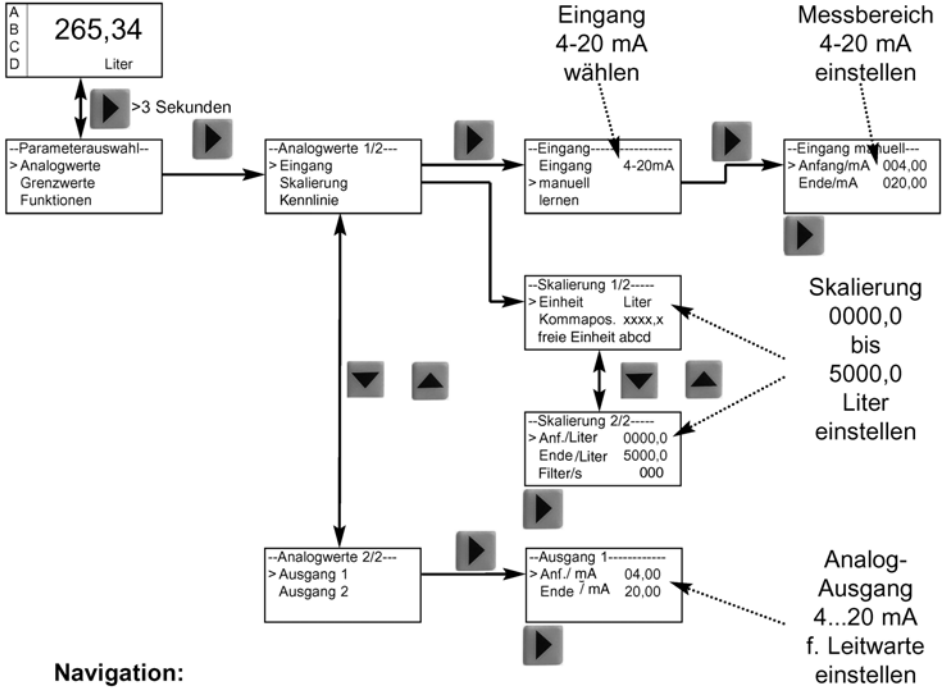 A
B
C
D
265,34
Liter
>3 Sekunden
--Parameterauswahl--
> Analogwerte
Grenzwerte
Funktionen
--Analogwerte 1/2---
> Eingang
Skalierung
Kennlinie
Eingang
4-20 mA
wählen
--Eingang----------------
Eingang 4-20mA
> manuell
lernen
Messbereich
4-20 mA
einstellen
--Eingang manuell---
> Anfang/mA 004,00
Ende/mA 020,00
--Skalierung 1/2-----
> Einheit Liter
Kommapos. xxxx,x
freie Einheit abcd
--Skalierung 2/2-----
> Anf./Liter 0000,0
Ende/Liter 5000,0
Filter/s 000
Skalierung
0000,0
bis
5000,0
Liter
einstellen
--Analogwerte 2/2---
> Ausgang 1
Ausgang 2
--Ausgang 1------------
> Anf./ mA 04,00
Ende / mA 20,00
Analog-
Ausgang
4...20 mA
f. Leitwarte
einstellen
Navigation: